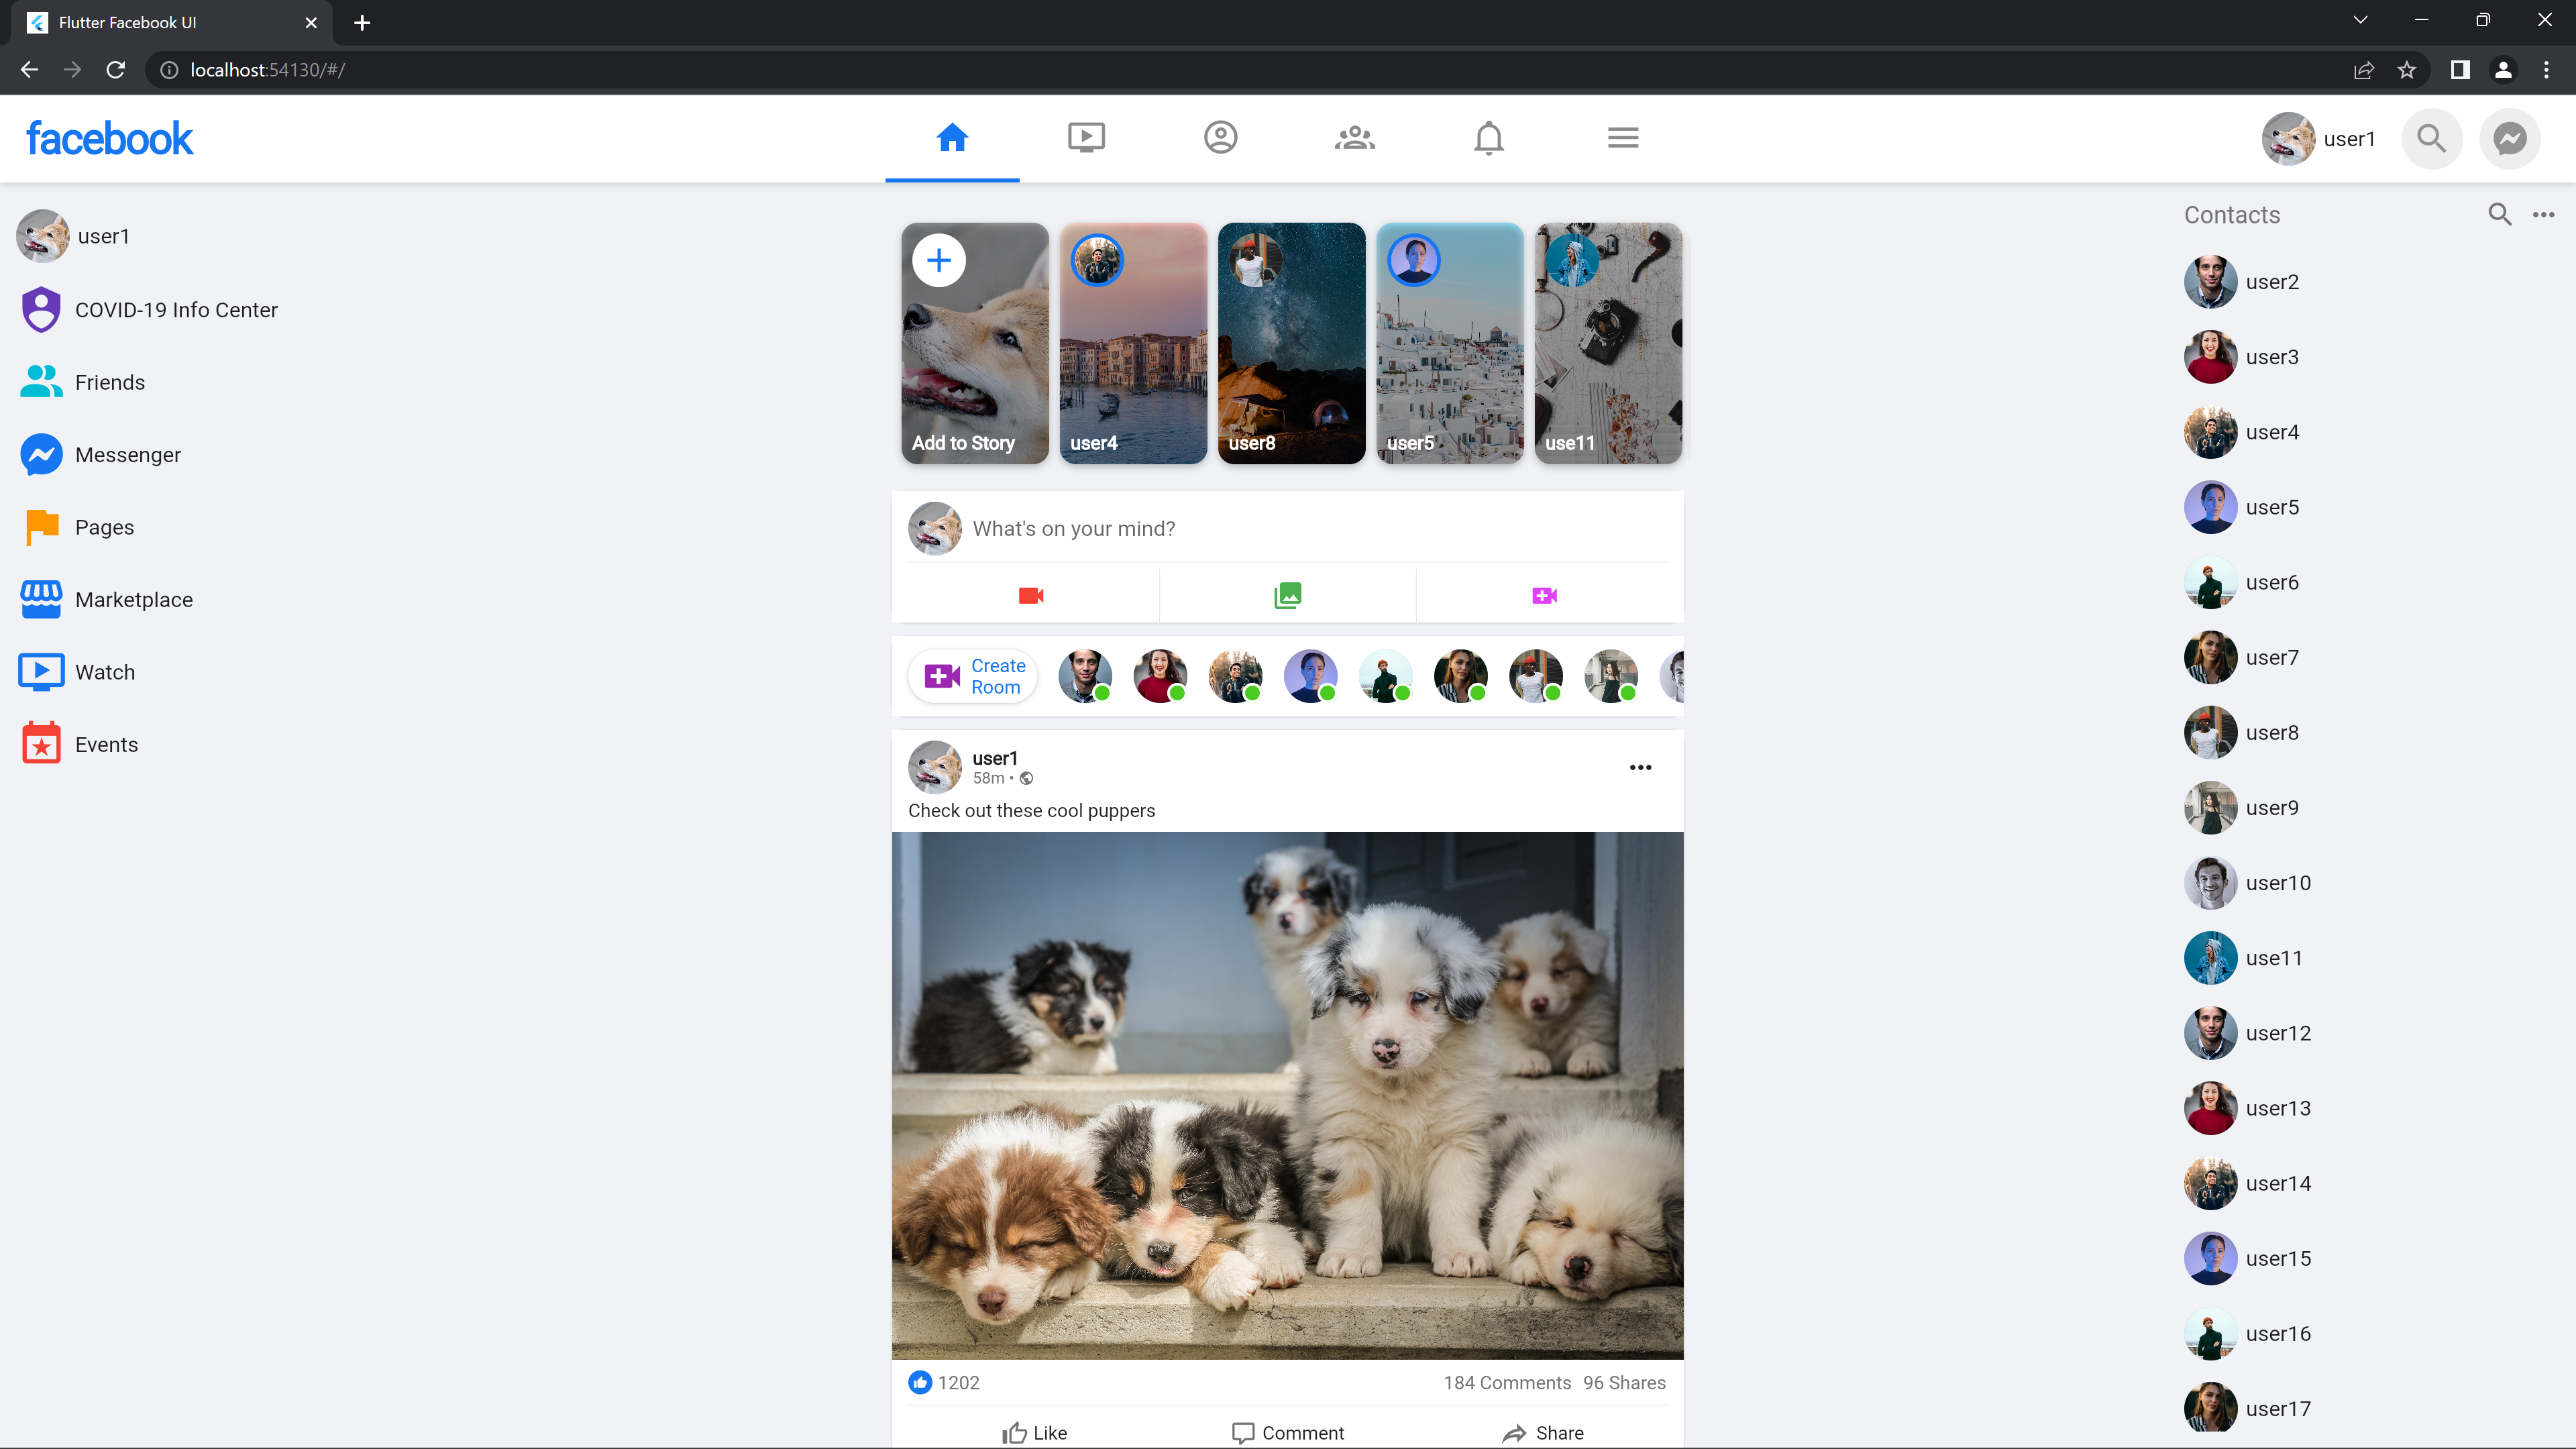 Flutter Facebook UI
localhost:54130/#/
facebook
user1
user1
COVID-19 Info Center
Friends
Messenger
Pages
Marketplace
Watch
Events
Add to Story
user4
user8
user5
use11
What's on your mind?
Create
Room
user1
58m •
Check out these cool puppers
1202
184 Comments 96 Shares
Like
Comment
Share
Contacts
user2
user3
user4
user5
user6
user7
user8
user9
user10
use11
user12
user13
user14
user15
user16
user17